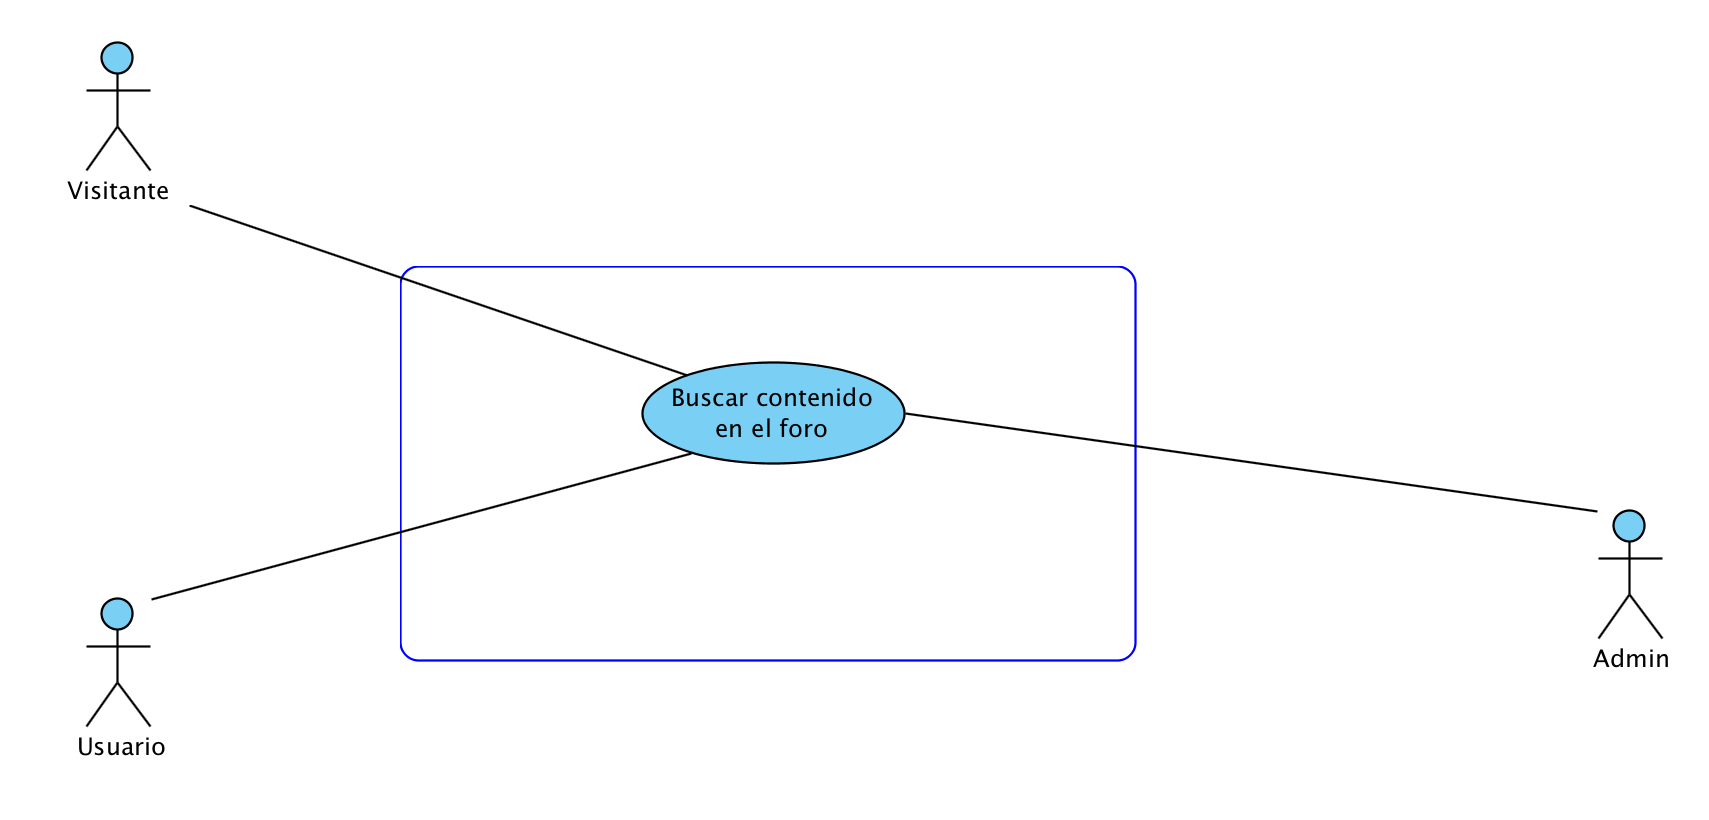 Visitante
Buscar contenido
en el foro
Admin
Usuario